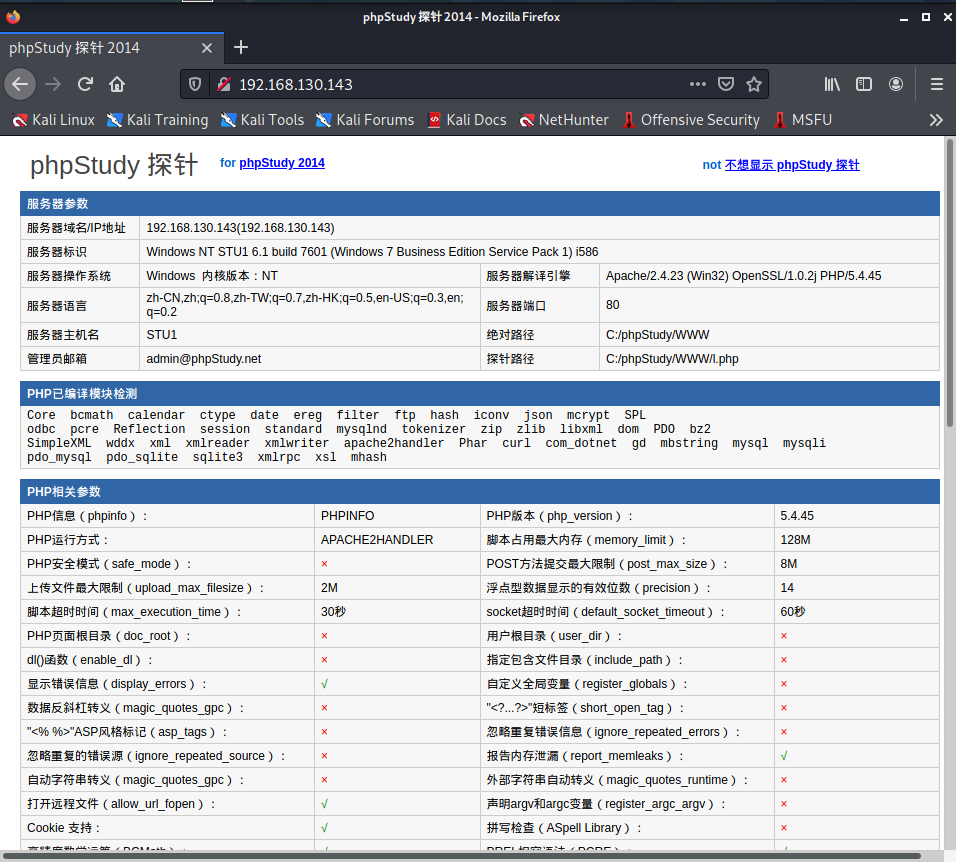 phpStudy 探针 2014 - Mozilla Firefox
phpStudy 探针 2014
192.168.130.143
Kali Linux Kali Training Kali Tools Kali Forums Kali Docs NetHunter Offensive Security MSFU
phpStudy 探针 for phpStudy 2014 not 不想显示 phpStudy 探针
服务器参数
服务器域名/IP地址 192.168.130.143(192.168.130.143)
服务器标识 Windows NT STU1 6.1 build 7601 (Windows 7 Business Edition Service Pack 1) i586
服务器操作系统 Windows 内核版本：NT 服务器解译引擎 Apache/2.4.23 (Win32) OpenSSL/1.0.2j PHP/5.4.45
服务器语言 zh-CN,zh;q=0.8,zh-TW;q=0.7,zh-HK;q=0.5,en-US;q=0.3,en;
q=0.2 服务器端口 80
服务器主机名 STU1 绝对路径 C:/phpStudy/WWW
管理员邮箱 admin@phpStudy.net 探针路径 C:/phpStudy/WWW/l.php
PHP已编译模块检测
Core bcmath calendar ctype date ereg filter ftp hash iconv json mcrypt SPL
odbc pcre Reflection session standard mysqlnd tokenizer zip zlib libxml dom PDO bz2
SimpleXML wddx xml xmlreader xmlwriter apache2handler Phar curl com_dotnet gd mbstring mysql mysqli
pdo_mysql pdo_sqlite sqlite3 xmlrpc xsl mhash
PHP相关参数
PHP信息（phpinfo）： PHPINFO PHP版本（php_version）： 5.4.45
PHP运行方式： APACHE2HANDLER 脚本占用最大内存（memory_limit）： 128M
PHP安全模式（safe_mode）： × POST方法提交最大限制（post_max_size）： 8M
上传文件最大限制（upload_max_filesize）： 2M 浮点型数据显示的有效位数（precision）： 14
脚本超时时间（max_execution_time）： 30秒 socket超时时间（default_socket_timeout）： 60秒
PHP页面根目录（doc_root）： × 用户根目录（user_dir）： ×
dl()函数（enable_dl）： × 指定包含文件目录（include_path）： ×
显示错误信息（display_errors）： √ 自定义全局变量（register_globals）： ×
数据反斜杠转义（magic_quotes_gpc）： × "<?...?>"短标签（short_open_tag）： ×
"<% %>"ASP风格标记（asp_tags）： × 忽略重复错误信息（ignore_repeated_errors）： ×
忽略重复的错误源（ignore_repeated_source）： × 报告内存泄漏（report_memleaks）： √
自动字符串转义（magic_quotes_gpc）： × 外部字符串自动转义（magic_quotes_runtime）： ×
打开远程文件（allow_url_fopen）： √ 声明argv和argc变量（register_argc_argv）： ×
Cookie 支持： √ 拼写检查（ASpell Library）： ×
高精度数学运算（BCMath）： √ PREL相容语法（PCRE）： √